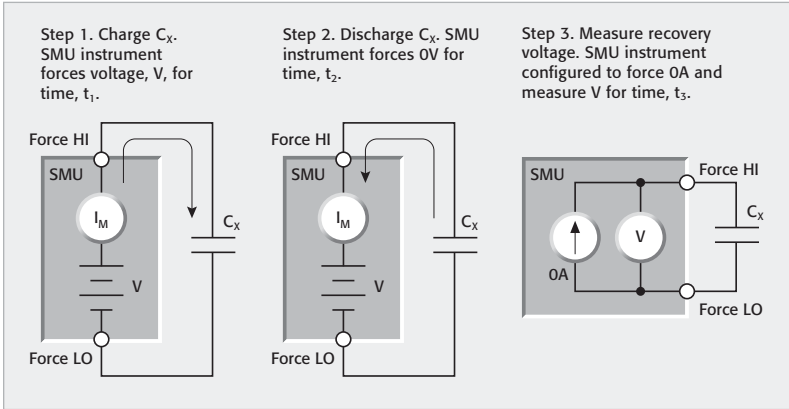 Step 1. Charge Cx.
SMU instrument
forces voltage, V, for
time, t1.
Force HI
SMU
IM
V
Cx
Force LO
Step 2. Discharge Cx. SMU
instrument forces 0V for
time, t2.
Force HI
SMU
IM
V
Cx
Force LO
Step 3. Measure recovery
voltage. SMU instrument
configured to force 0A and
measure V for time, t3.
SMU
Force HI
0A
V
Cx
Force LO